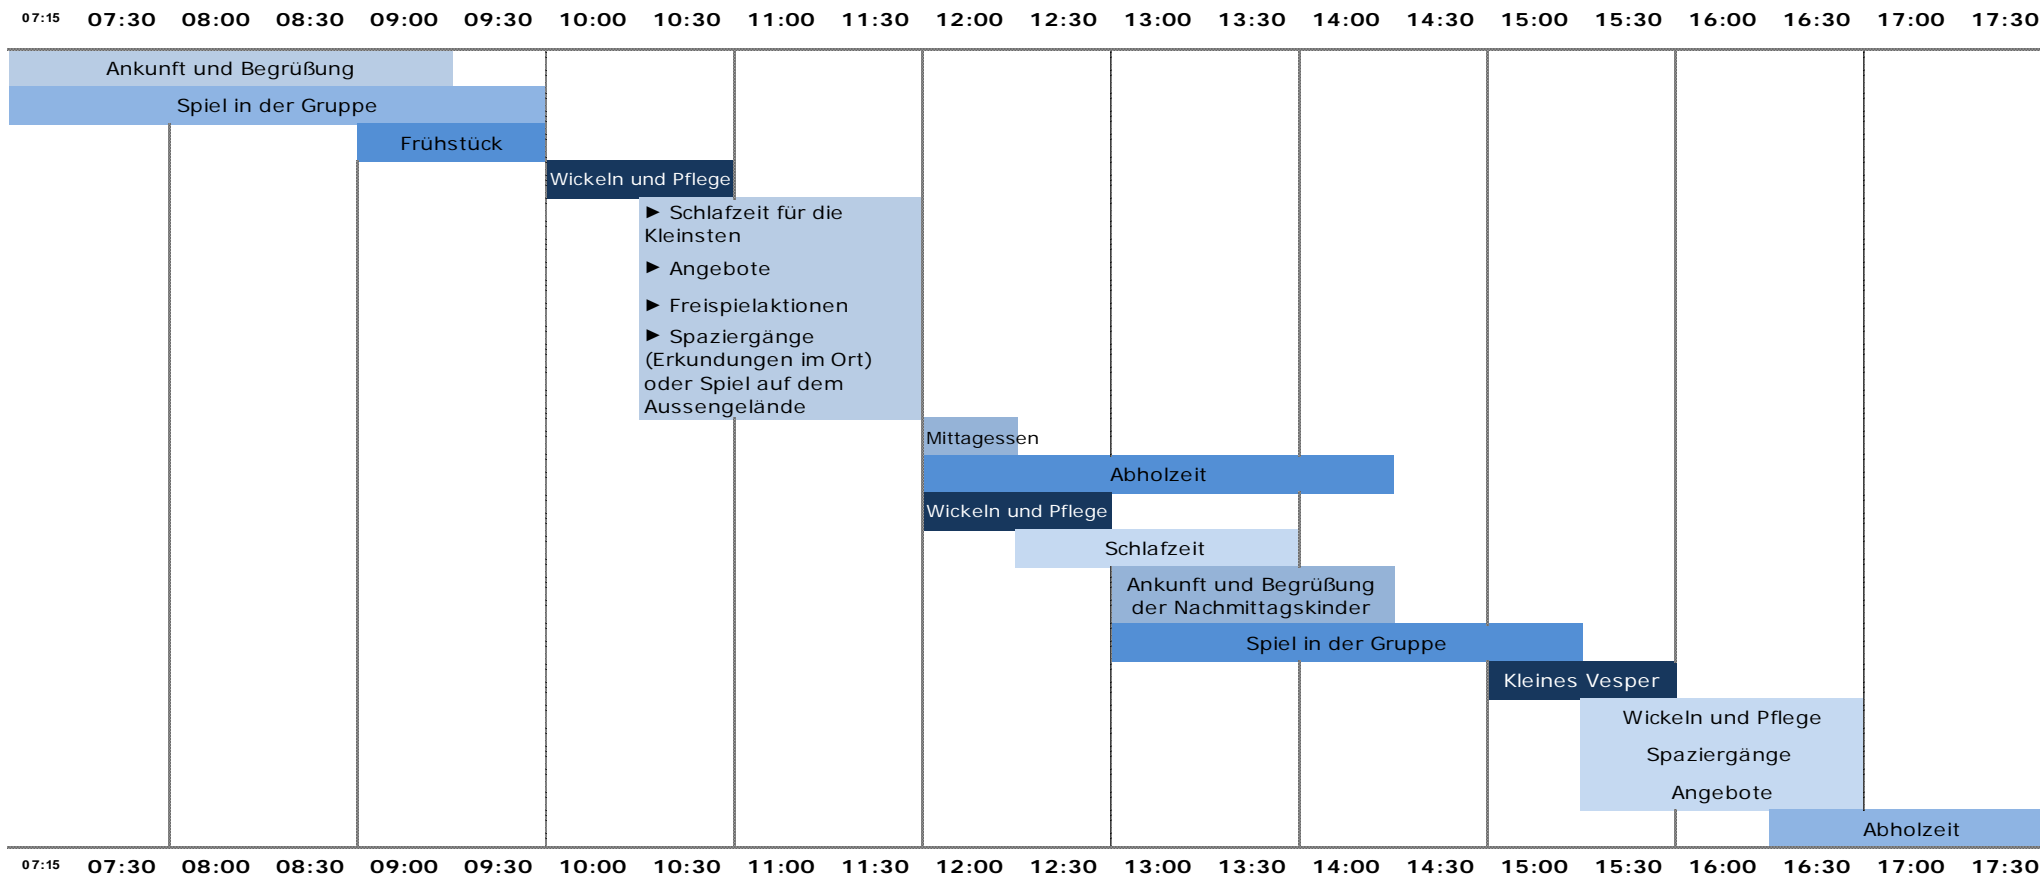 07:15 07:30 08:00 08:30 09:00 09:30 10:00 10:30 11:00 11:30 12:00 12:30 13:00 13:30 14:00 14:30 15:00 15:30 16:00 16:30 17:00 17:30
Ankunft und Begrüßung
Spiel in der Gruppe
Frühstück
Wickeln und Pflege
► Schlafzeit für die
Kleinsten
► Angebote
► Freispielaktionen
► Spaziergänge
(Erkundungen im Ort)
oder Spiel auf dem
Aussengelände
Mittagessen
Abholzeit
Wickeln und Pflege
Schlafzeit
Ankunft und Begrüßung
der Nachmittagskinder
Spiel in der Gruppe
Kleines Vesper
Wickeln und Pflege
Spaziergänge
Angebote
Abholzeit
07:15 07:30 08:00 08:30 09:00 09:30 10:00 10:30 11:00 11:30 12:00 12:30 13:00 13:30 14:00 14:30 15:00 15:30 16:00 16:30 17:00 17:30